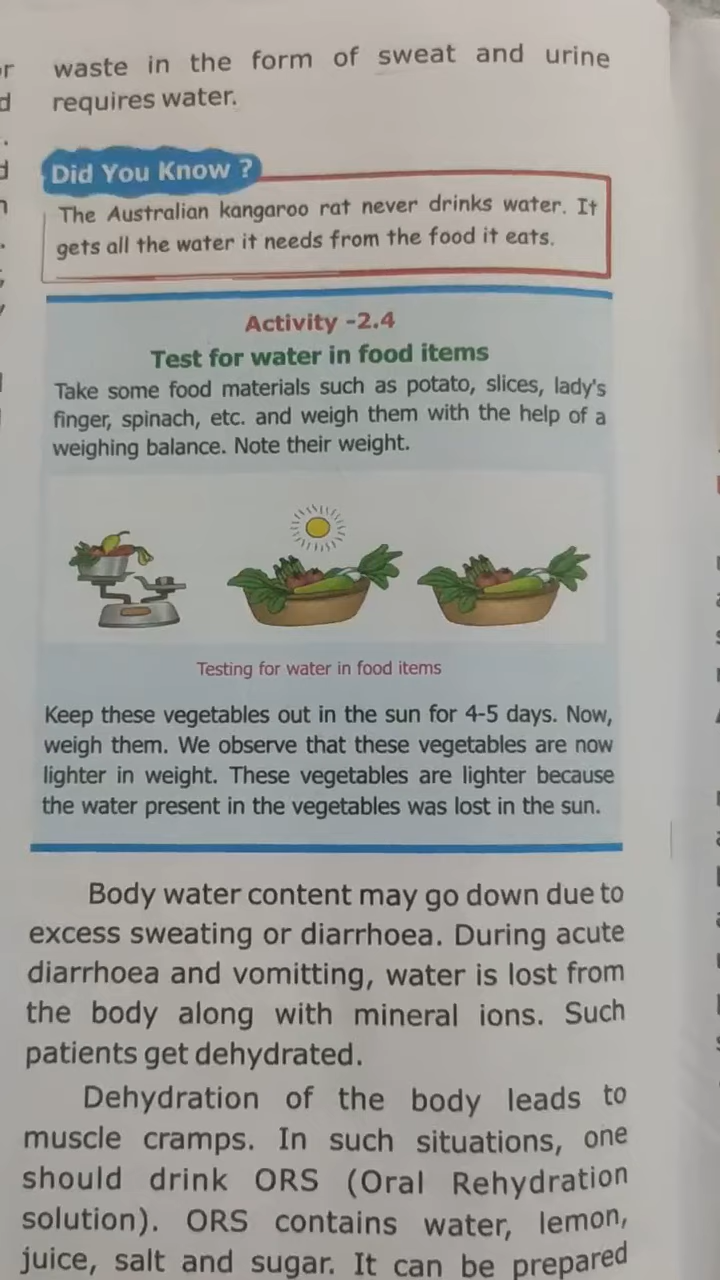 waste in the form of sweat and urine
requires water.
Did You Know ?
The Australian kangaroo rat never drinks water. It
gets all the water it needs from the food it eats.
Activity -2.4
Test for water in food items
Take some food materials such as potato, slices, lady's
finger, spinach, etc. and weigh them with the help of a
weighing balance. Note their weight.
Testing for water in food items
Keep these vegetables out in the sun for 4-5 days. Now,
weigh them. We observe that these vegetables are now
lighter in weight. These vegetables are lighter because
the water present in the vegetables was lost in the sun.
Body water content may go down due to
excess sweating or diarrhoea. During acute
diarrhoea and vomitting, water is lost from
the body along with mineral ions. Such
patients get dehydrated.
Dehydration of the body leads to
muscle cramps. In such situations, one
should drink ORS (Oral Rehydration
solution). ORS contains water, lemon,
juice, salt and sugar. It can be prepared